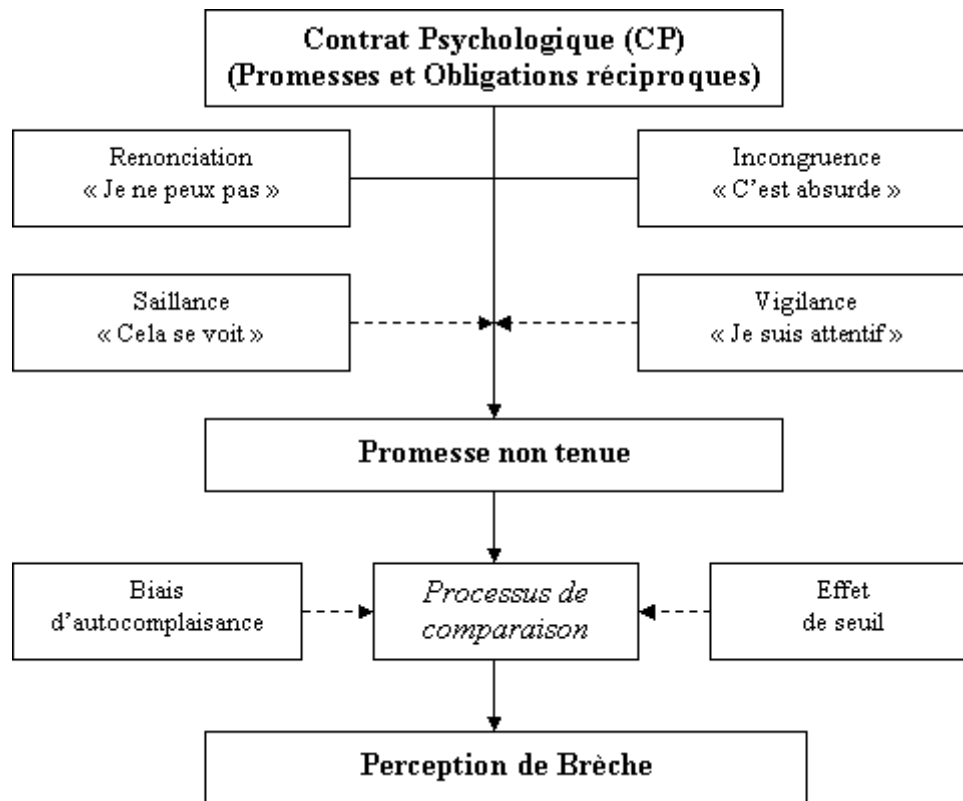 Contrat Psychologique (CP)
(Promesses et Obligations réciproques)
Renonciation
« Je ne peux pas »
Incongruence
« C'est absurde »
Saillance
« Cela se voit »
Vigilance
« Je suis attentif »
Promesse non tenue
Biais
d'autocomplaisance
Processus de
comparaison
Effet
de seuil
Perception de Brèche